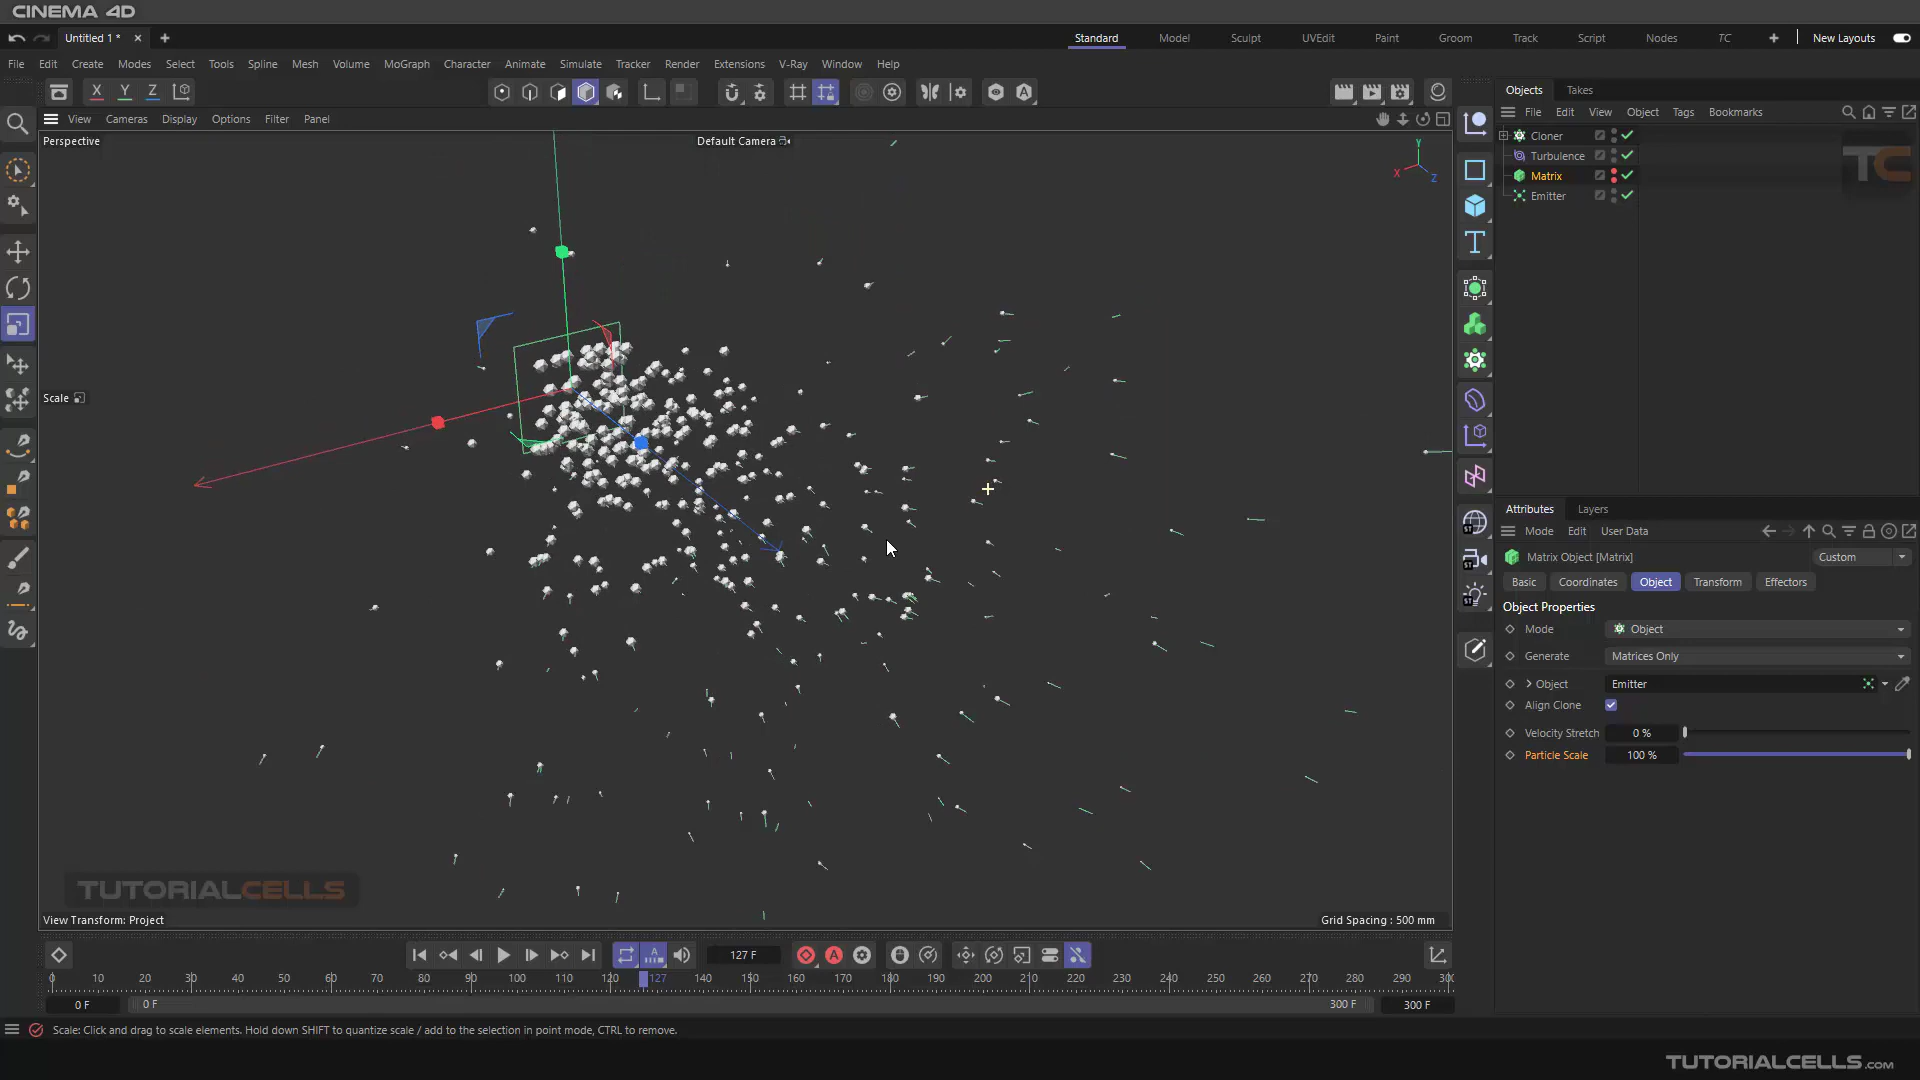 CINEMA 4D
Untitled 1 *
Standard Model Sculpt UVEdit Paint Groom Track Script Nodes TC New Layouts
File Edit Create Modes Select Tools Spline Mesh Volume MoGraph Character Animate Simulate Tracker Render Extensions V-Ray Window Help
X Y Z
View Cameras Display Options Filter Panel
Perspective
Default Camera
Y
X
Z
Scale
TUTORIALCELLS
View Transform: Project
Grid Spacing : 500 mm
Objects Takes
File Edit View Object Tags Bookmarks
Cloner
Turbulence
Matrix
Emitter
TC
Attributes Layers
Mode Edit User Data
Matrix Object [Matrix]
Custom
Basic Coordinates Object Transform Effectors
Object Properties
Mode Object
Generate Matrices Only
Object Emitter
Align Clone
Velocity Stretch 0 %
Particle Scale 100 %
127 F
0 10 20 30 40 50 60 70 80 90 100 110 120 127 140 150 160 170 180 190 200 210 220 230 240 250 260 270 280 290 30
0 F 0 F 300 F 300 F
Scale: Click and drag to scale elements. Hold down SHIFT to quantize scale / add to the selection in point mode, CTRL to remove.
TUTORIALCELLS.com